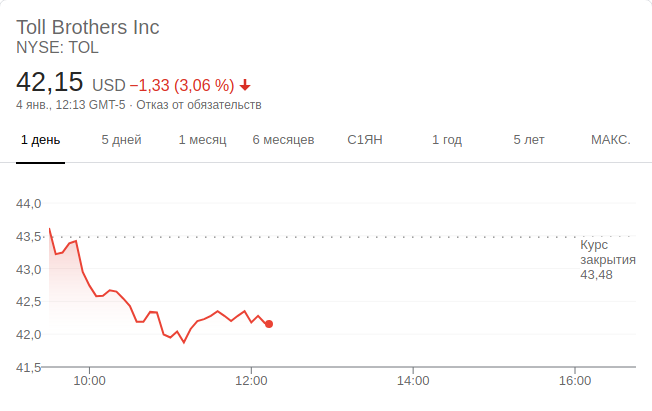 Toll Brothers Inc
NYSE: TOL
42,15 USD −1,33 (3,06 %)
4 янв., 12:13 GMT-5 · Отказ от обязательств
1 день 5 дней 1 месяц 6 месяцев С1ЯН 1 год 5 лет МАКС.
44,0
43,5
Курс
закрытия
43,48
43,0
42,5
42,0
41,5
10:00 12:00 14:00 16:00